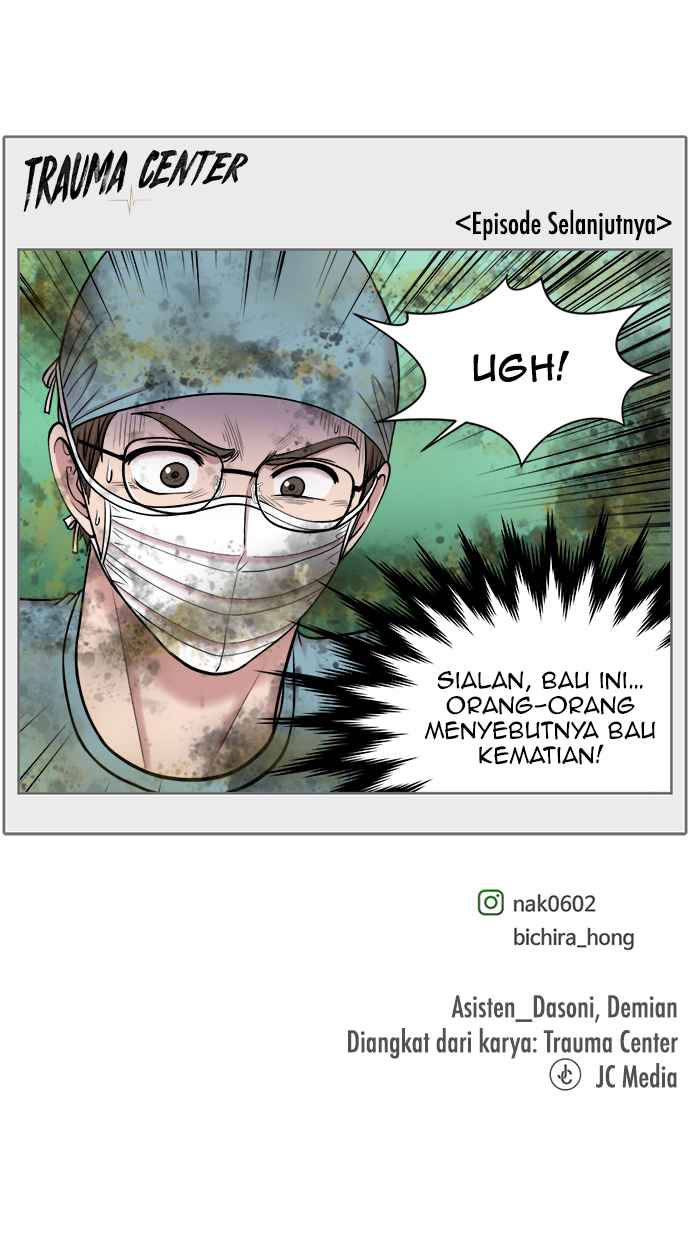 TRAUMA CENTER
<Episode Selanjutnya>
UGH!
SIALAN, BAU INI...
ORANG-ORANG
MENYEBUTNYA BAU
KEMATIAN!
nak0602
bichira_hong
Asisten_Dasoni, Demian
Diangkat dari karya: Trauma Center
JC JC Media